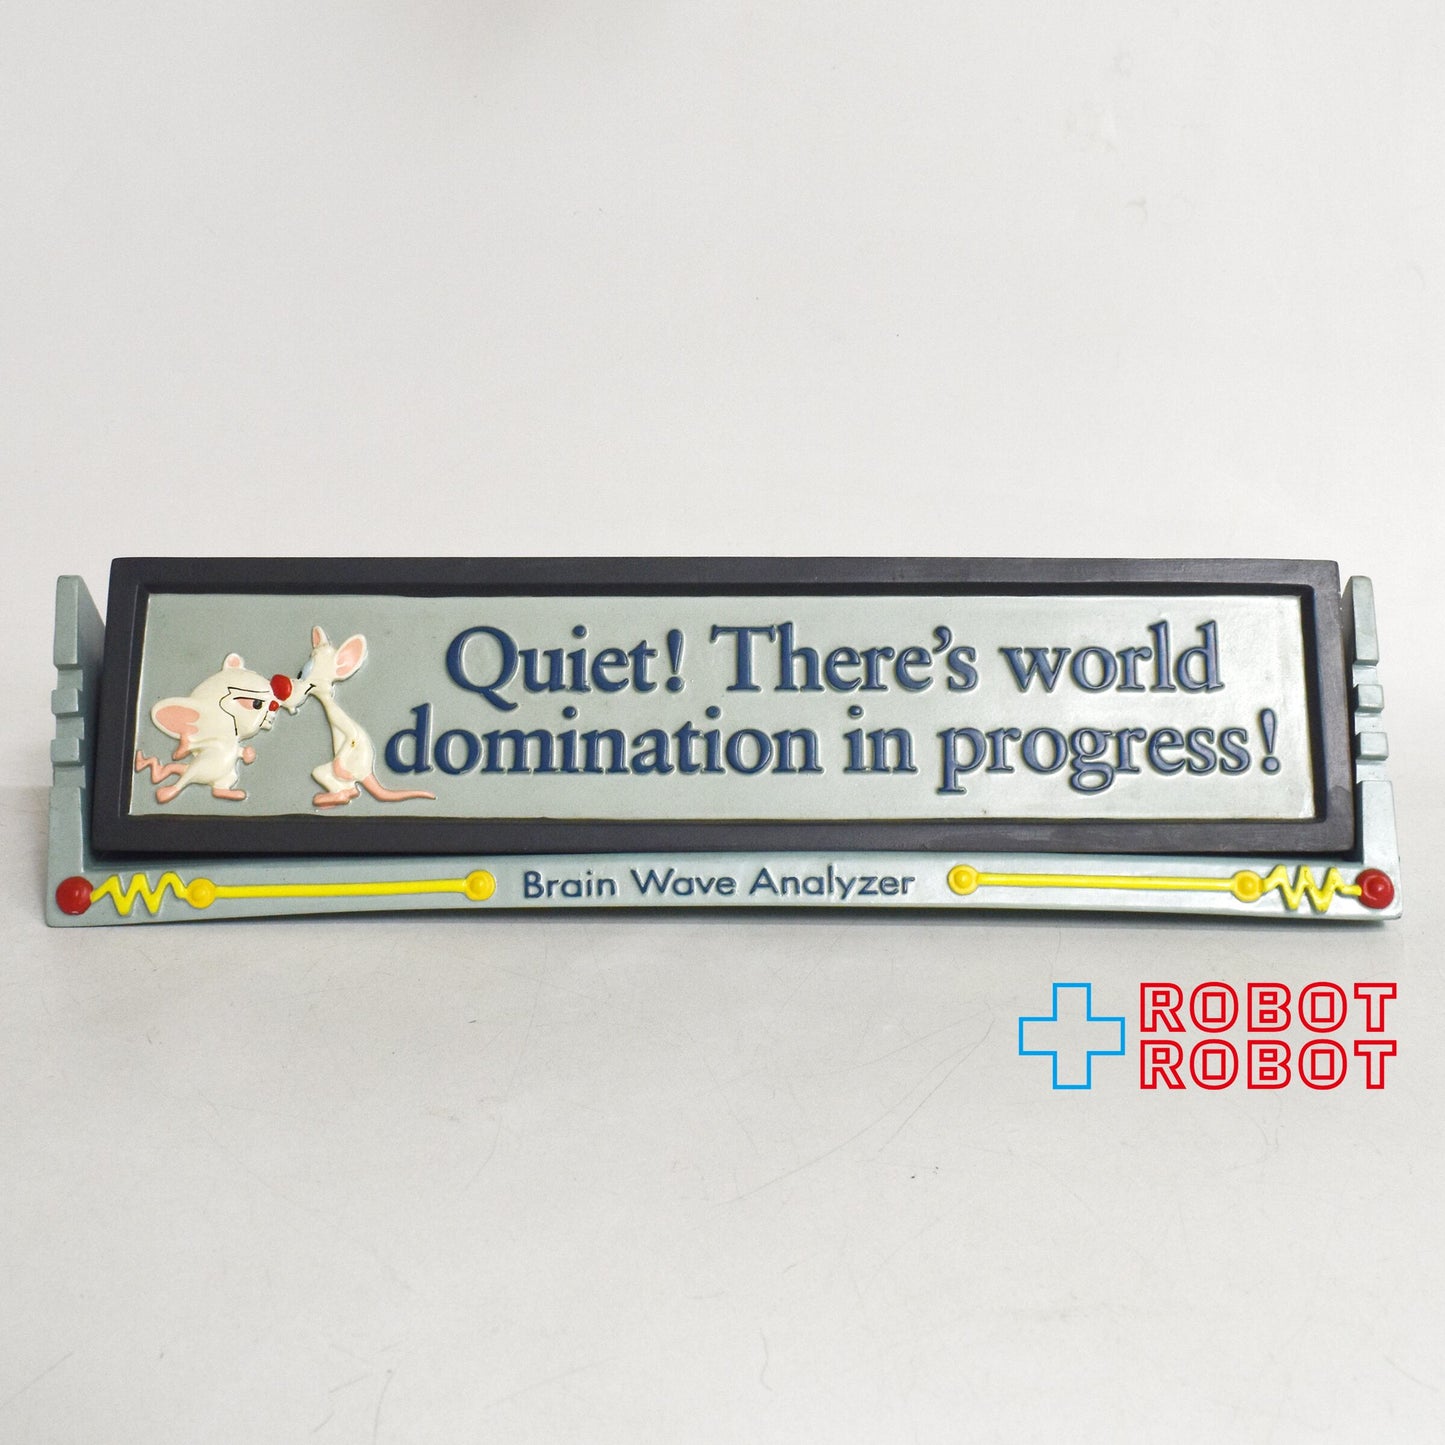 Quiet! There's world
domination in progress!
Brain Wave Analyzer
ROBOT
ROBOT